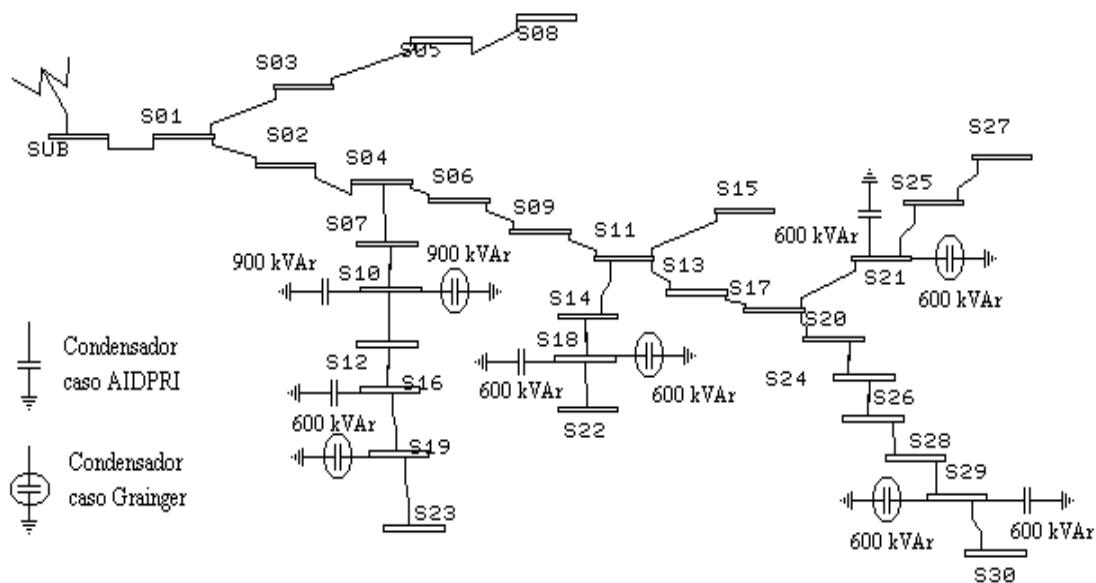 S08
S05
S03
S01
SUB
S02
S04
S06
S09
S11
S15
S27
S25
600 kVAr
S21
600 kVAr
S07
900 kVAr
900 kVAr
S10
S13
S17
S14
S20
S18
600 kVAr
600 kVAr
S22
S12
S16
600 kVAr
S19
S23
S24
S26
S28
S29
600 kVAr
600 kVAr
S30
Condensador
caso AIDPRI
Condensador
caso Grainger